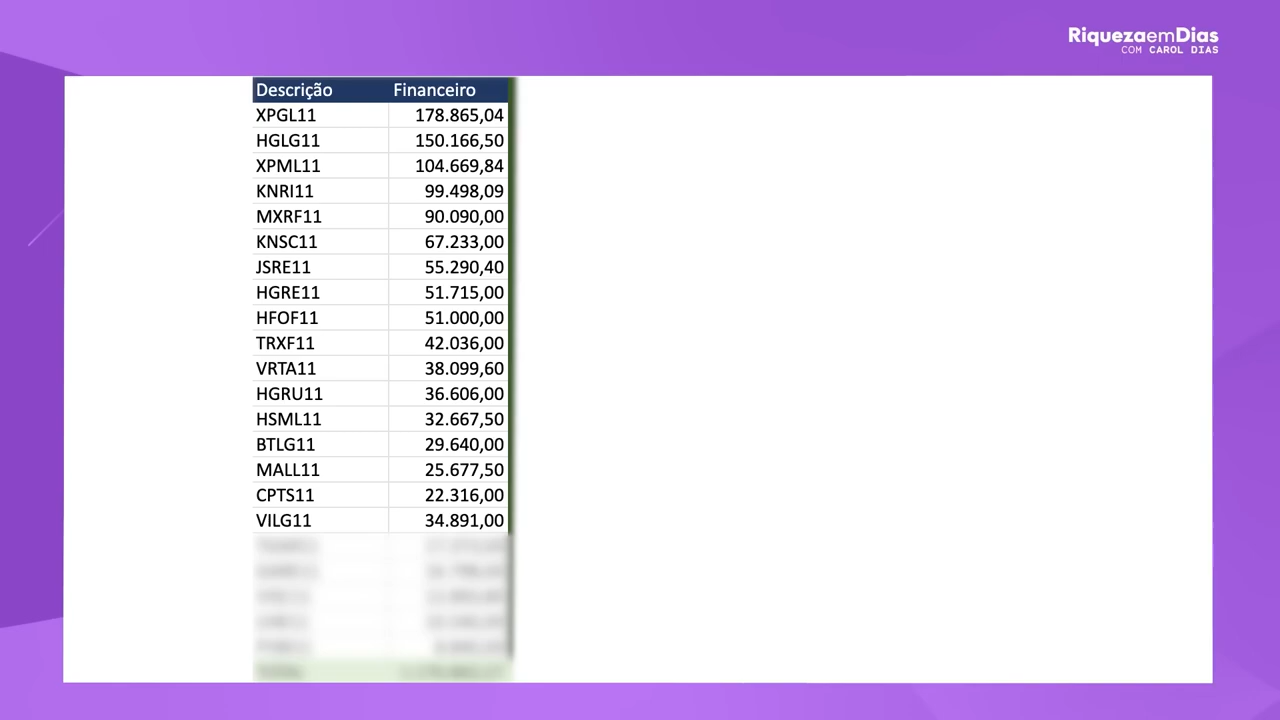 RiquezaemDias
COM CAROL DIAS
Descrição Financeiro
XPGL11 178.865,04
HGLG11 150.166,50
XPML11 104.669,84
KNRI11 99.498,09
MXRF11 90.090,00
KNSC11 67.233,00
JSRE11 55.290,40
HGRE11 51.715,00
HFOF11 51.000,00
TRXF11 42.036,00
VRTA11 38.099,60
HGRU11 36.606,00
HSML11 32.667,50
BTLG11 29.640,00
MALL11 25.677,50
CPTS11 22.316,00
VILG11 34.891,00